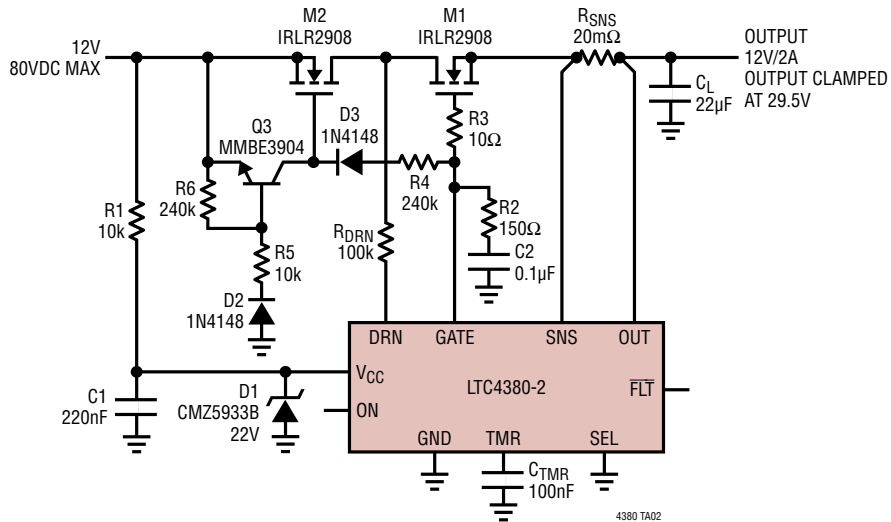 12V
80VDC MAX
M2
IRLR2908
M1
IRLR2908
RSNS
20mΩ
OUTPUT
12V/2A
OUTPUT CLAMPED
AT 29.5V
CL
22µF
Q3
MMBE3904
D3
1N4148
R3
10Ω
R4
240k
R6
240k
R1
10k
R2
150Ω
RDRN
100k
C2
0.1µF
R5
10k
D2
1N4148
DRN
GATE
SNS
OUT
VCC
LTC4380-2
FLT
ON
C1
220nF
D1
CMZ5933B
22V
GND
TMR
SEL
CTMR
100nF
4380 TA02